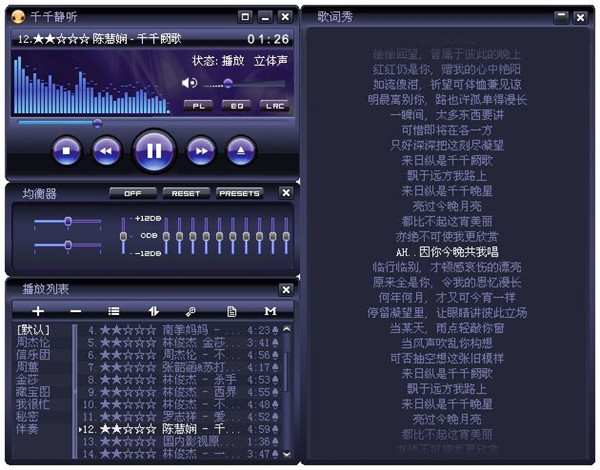 千千静听
12.★★☆☆☆ 陈慧娴 - 千千阙歌
01:26
状态: 播放 立体声
PL EQ LRC
均衡器 OFF RESET PRESETS
+12DB
0DB
-12DB
播放列表
[默认]
周杰伦
信乐团
周蕙
金莎
藏宝图
我很忙
秘密
伴奏
4.★★☆☆☆ 南拳妈妈 - ... 4:23
5.★★☆☆☆ 林俊杰 金莎... 3:41
6.★★☆☆☆ 周杰伦 - 不... 4:56
7.★★☆☆☆ 张韶涵&苏打... 4:17
8.★★☆☆☆ 林俊杰 - 杀手 4:53
9.★★☆☆☆ 林俊杰 - 西界 4:55
10.★★☆☆☆ 林俊杰 - 不... 4:48
11.★★☆☆☆ 罗志祥 - 爱... 4:52
12.★★☆☆☆ 陈慧娴 - 千... 4:59
13.★★☆☆☆ 国内影视原... 1:36
14.★★☆☆☆ 林俊杰 - 一... 3:47
歌词秀
徐徐回望，曾属于彼此的晚上
红红仍是你，赠我的心中艳阳
如流傻泪，祈望可体恤兼见谅
明晨离别你，路也许孤单得漫长
一瞬间，太多东西要讲
可惜即将在各一方
只好深深把这刻尽凝望
来日纵是千千阙歌
飘于远方我路上
来日纵是千千晚星
亮过今晚月亮
都比不起这宵美丽
亦绝不可使我更欣赏
AH..因你今晚共我唱
临行临别，才顿感哀伤的漂亮
原来全是你，令我的思忆漫长
何年何月，才又可今宵一样
停留凝望里，让眼睛讲彼此立场
当某天，雨点轻敲你窗
当风声吹乱你构想
可否抽空想这张旧模样
来日纵是千千阙歌
飘于远方我路上
来日纵是千千晚星
亮过今晚月亮
都比不起这宵美丽
亦绝不可使我更欣赏